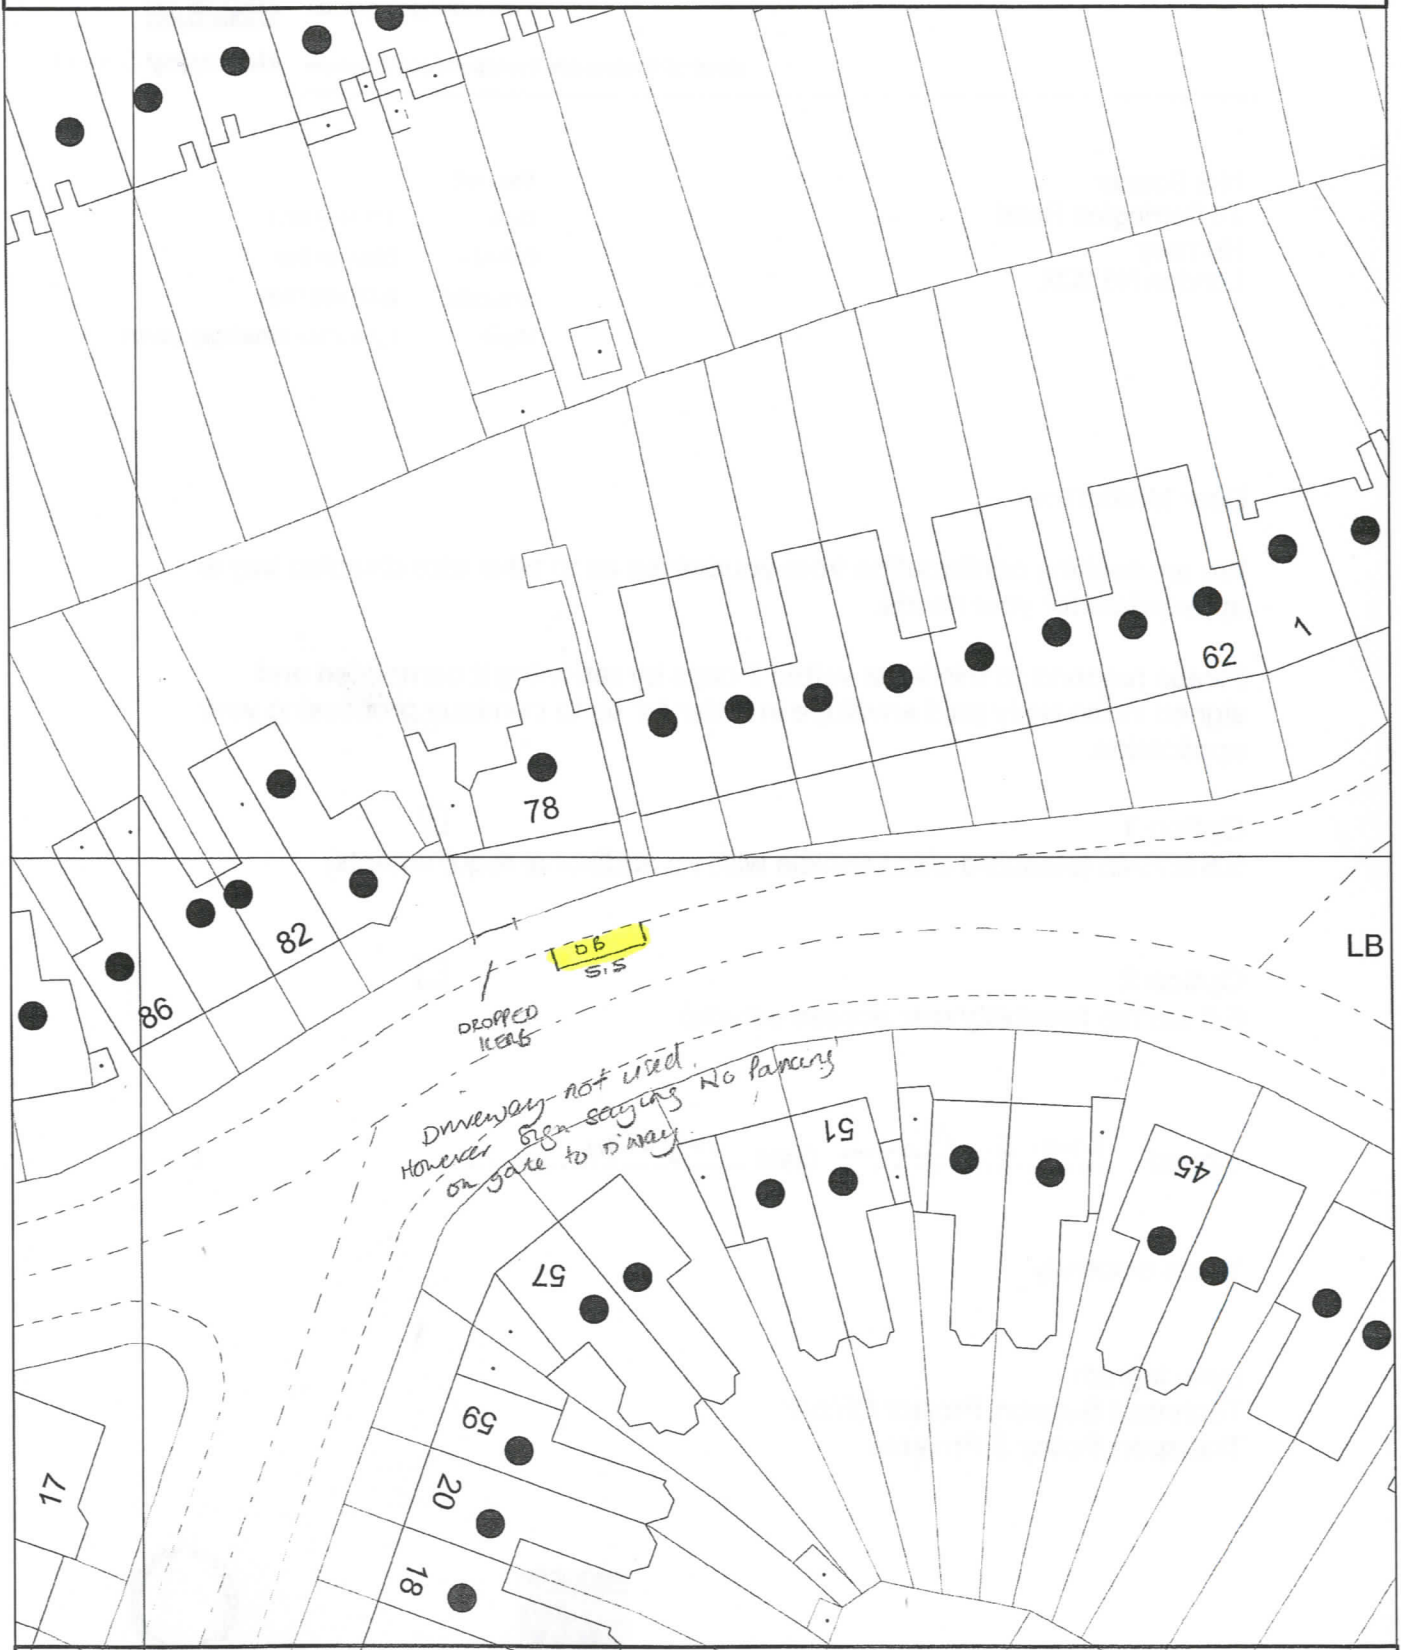 1
62
78
82
86
LB
DB
S.S
DROPPED
KERB
Driveway not used.
However sign saying No Parking
on gate to D'way.
51
45
57
59
20
18
17